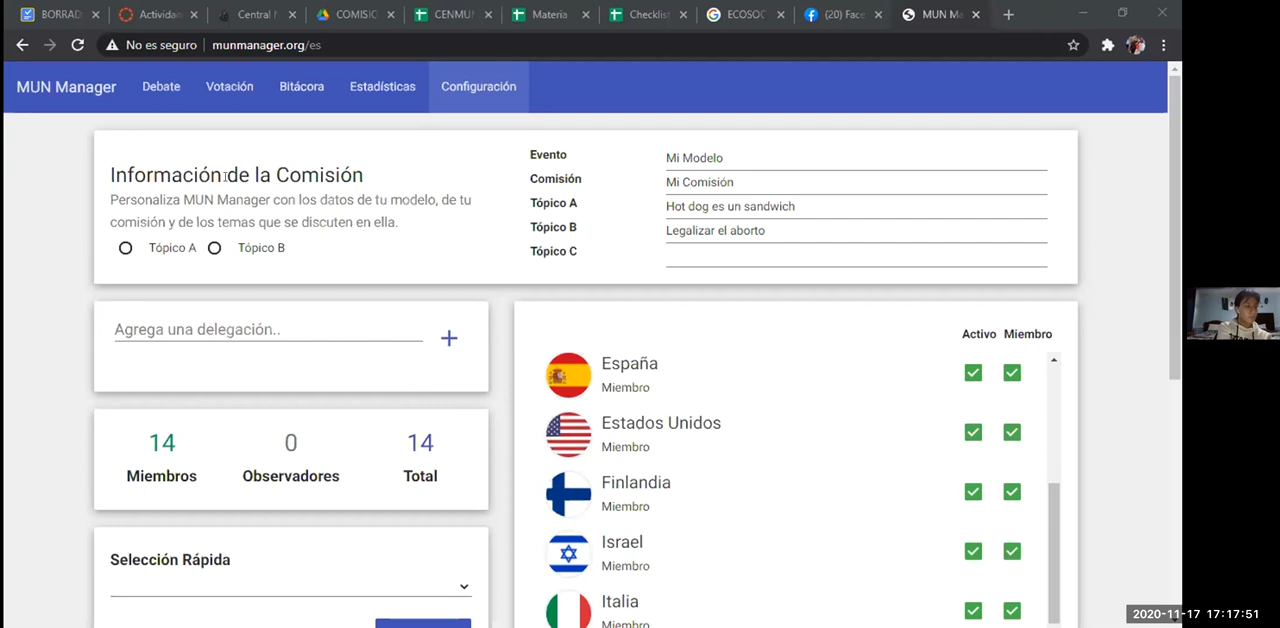 BORRAD
Actividad
Central
COMISIO
CENMU
Materia
Checklist
ECOSOC
(20) Face
MUN Ma
No es seguro
munmanager.org/es
MUN Manager
Debate
Votación
Bitácora
Estadísticas
Configuración
Información de la Comisión
Personaliza MUN Manager con los datos de tu modelo, de tu
comisión y de los temas que se discuten en ella.
Tópico A
Tópico B
Evento
Mi Modelo
Comisión
Mi Comisión
Tópico A
Hot dog es un sandwich
Tópico B
Legalizar el aborto
Tópico C
Agrega una delegación..
14
Miembros
0
Observadores
14
Total
Selección Rápida
Activo
Miembro
España
Miembro
Estados Unidos
Miembro
Finlandia
Miembro
Israel
Miembro
Italia
Miembro
2020-11-17 17:17:51